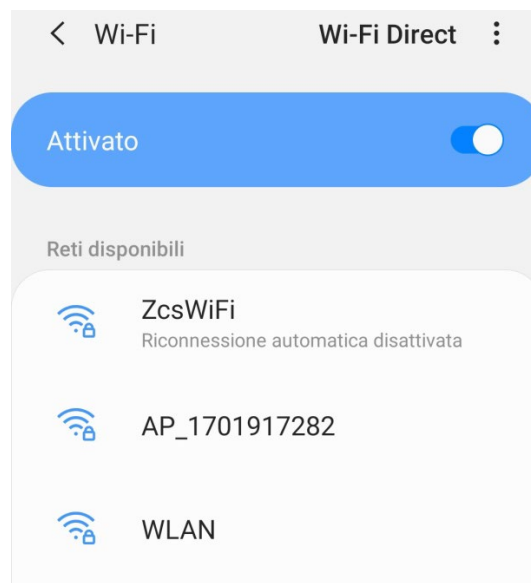 Wi-Fi Wi-Fi Direct
Attivato
Reti disponibili
ZcsWiFi
Riconnessione automatica disattivata
AP_1701917282
WLAN